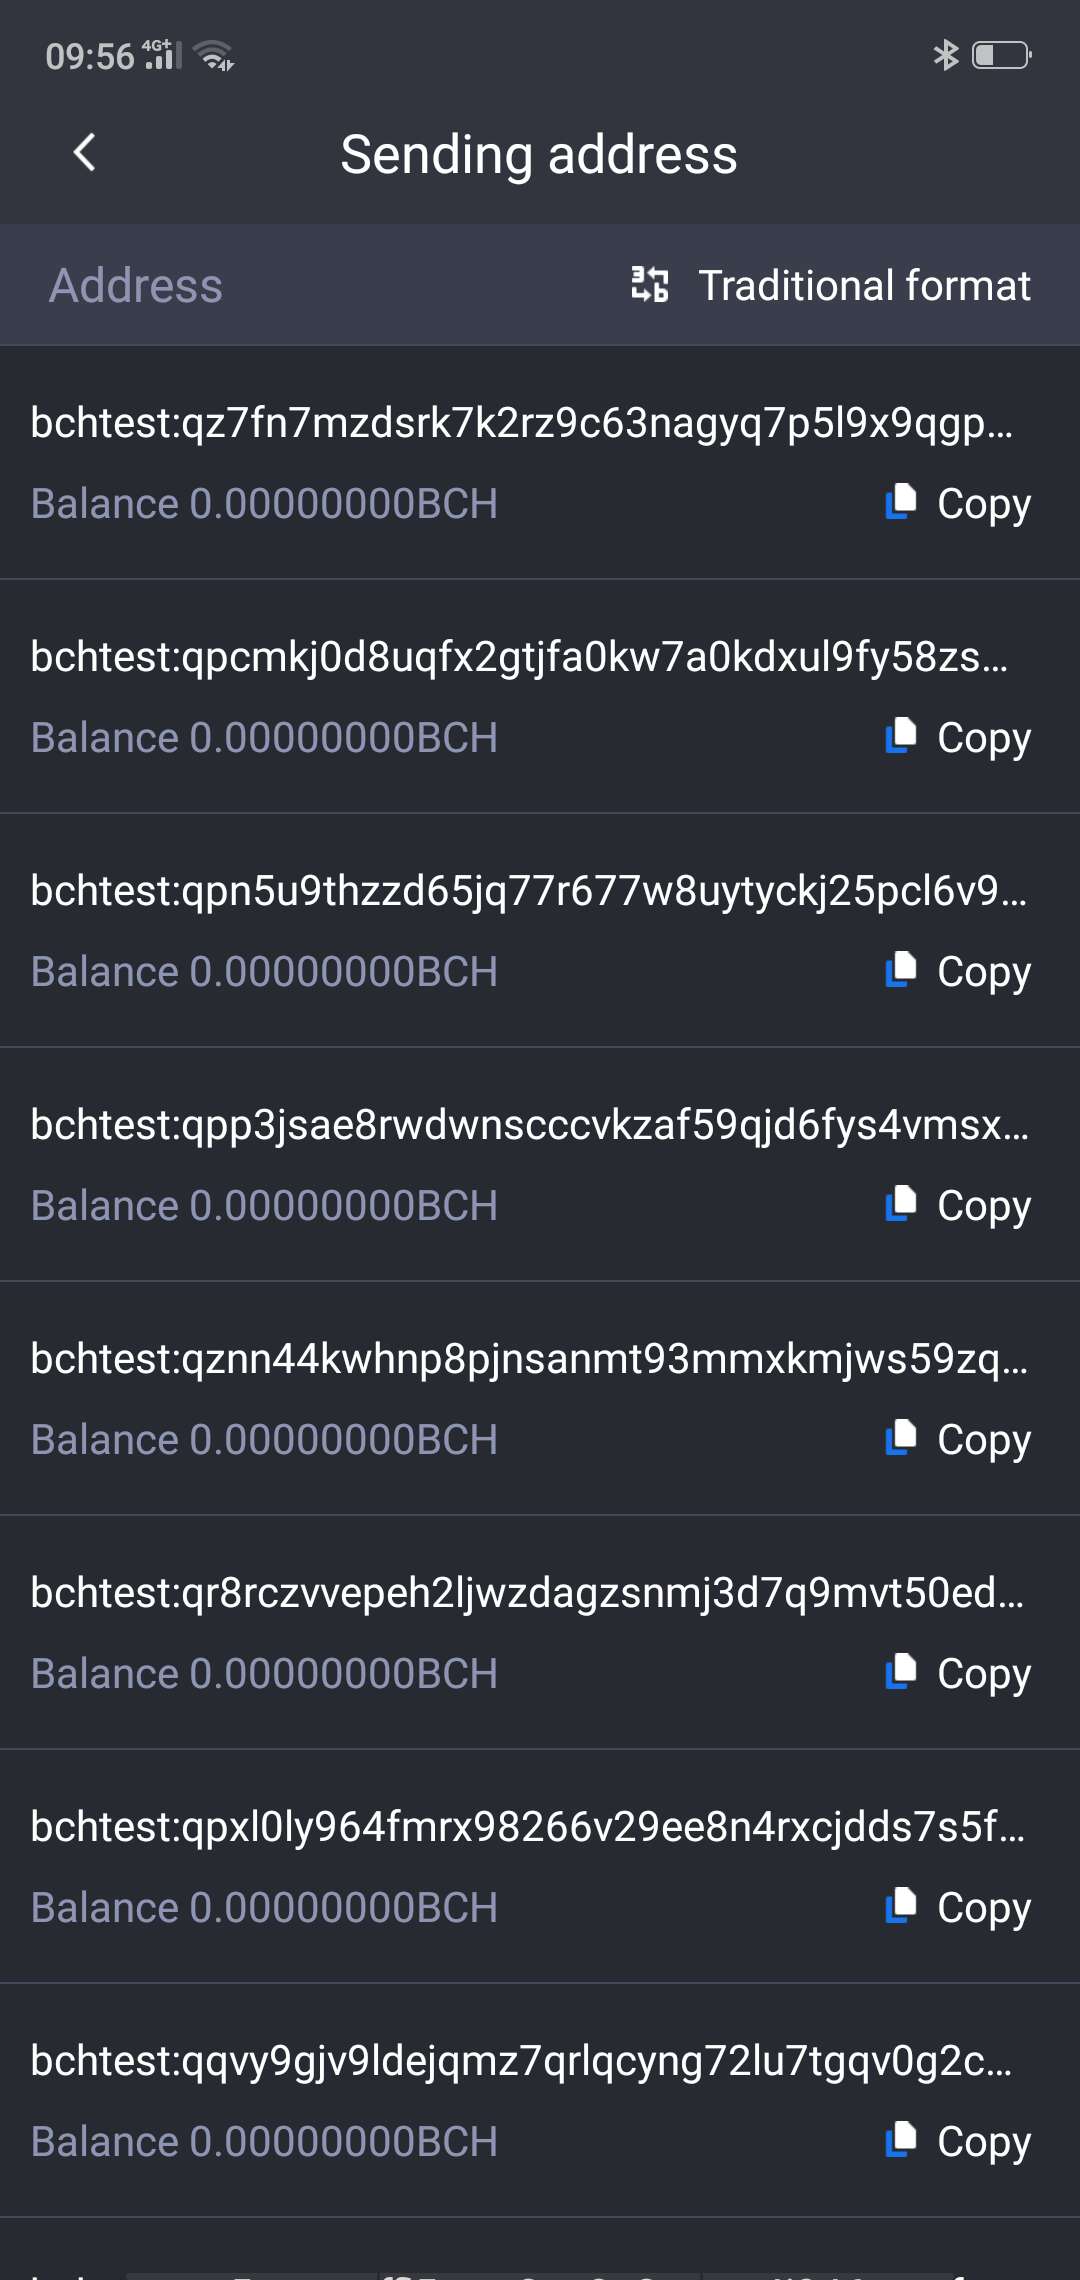 09:56 4G+
Sending address
Address Traditional format
bchtest:qz7fn7mzdsrk7k2rz9c63nagyq7p5l9x9qgp...
Balance 0.00000000BCH Copy
bchtest:qpcmkj0d8uqfx2gtjfa0kw7a0kdxul9fy58zs...
Balance 0.00000000BCH Copy
bchtest:qpn5u9thzzd65jq77r677w8uytyckj25pcl6v9...
Balance 0.00000000BCH Copy
bchtest:qpp3jsae8rwdwnscccvkzaf59qjd6fys4vmsx...
Balance 0.00000000BCH Copy
bchtest:qznn44kwhnp8pjnsanmt93mmxkmjws59zq...
Balance 0.00000000BCH Copy
bchtest:qr8rczvvepeh2ljwzdagzsnmj3d7q9mvt50ed...
Balance 0.00000000BCH Copy
bchtest:qpxl0ly964fmrx98266v29ee8n4rxcjdds7s5f...
Balance 0.00000000BCH Copy
bchtest:qqvy9gjv9ldejqmz7qrlqcyng72lu7tgqv0g2c...
Balance 0.00000000BCH Copy